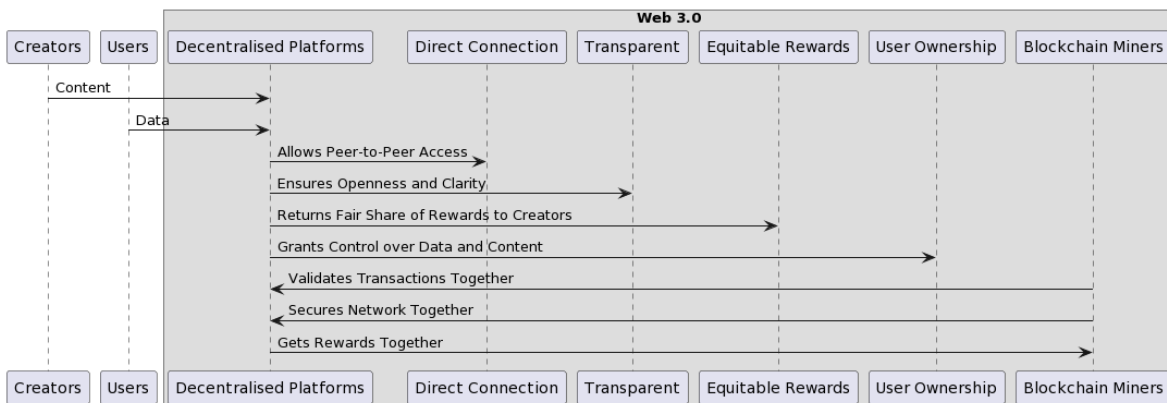 Web 3.0
Creators Users Decentralised Platforms Direct Connection Transparent Equitable Rewards User Ownership Blockchain Miners
Content
Data
Allows Peer-to-Peer Access
Ensures Openness and Clarity
Returns Fair Share of Rewards to Creators
Grants Control over Data and Content
Validates Transactions Together
Secures Network Together
Gets Rewards Together
Creators Users Decentralised Platforms Direct Connection Transparent Equitable Rewards User Ownership Blockchain Miners